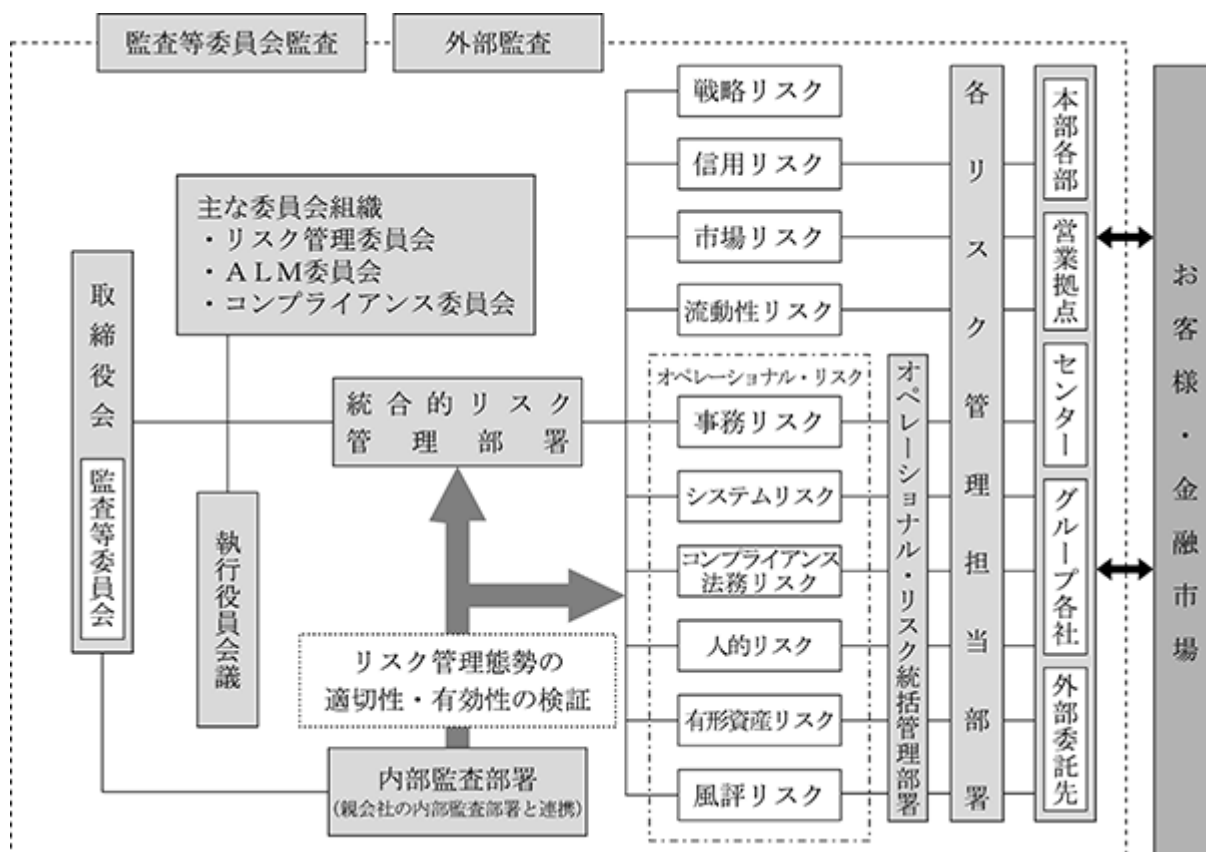 監査等委員会監査
外部監査
主な委員会組織
・リスク管理委員会
・ALM委員会
・コンプライアンス委員会
取締役会
監査等委員会
執行役員会議
統合的リスク
管理部署
リスク管理態勢の
適切性・有効性の検証
内部監査部署
(親会社の内部監査部署と連携)
戦略リスク
信用リスク
市場リスク
流動性リスク
オペレーショナル・リスク
事務リスク
システムリスク
コンプライアンス
法務リスク
人的リスク
有形資産リスク
風評リスク
オペレーショナル・リスク統括管理部署
各リスク管理担当部署
本部各部
営業拠点
センター
グループ各社
外部委託先
お客様・金融市場